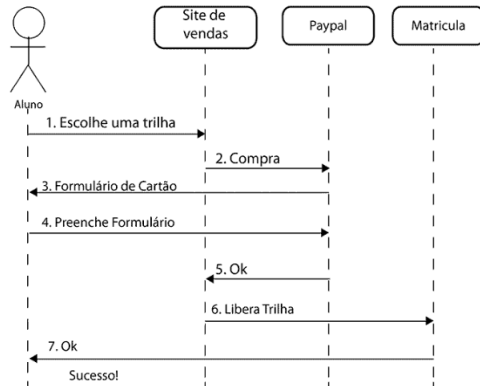 Site de
vendas
Paypal
Matricula
Aluno
1. Escolhe uma trilha
2. Compra
3. Formulário de Cartão
4. Preenche Formulário
5. Ok
6. Libera Trilha
7. Ok
Sucesso!